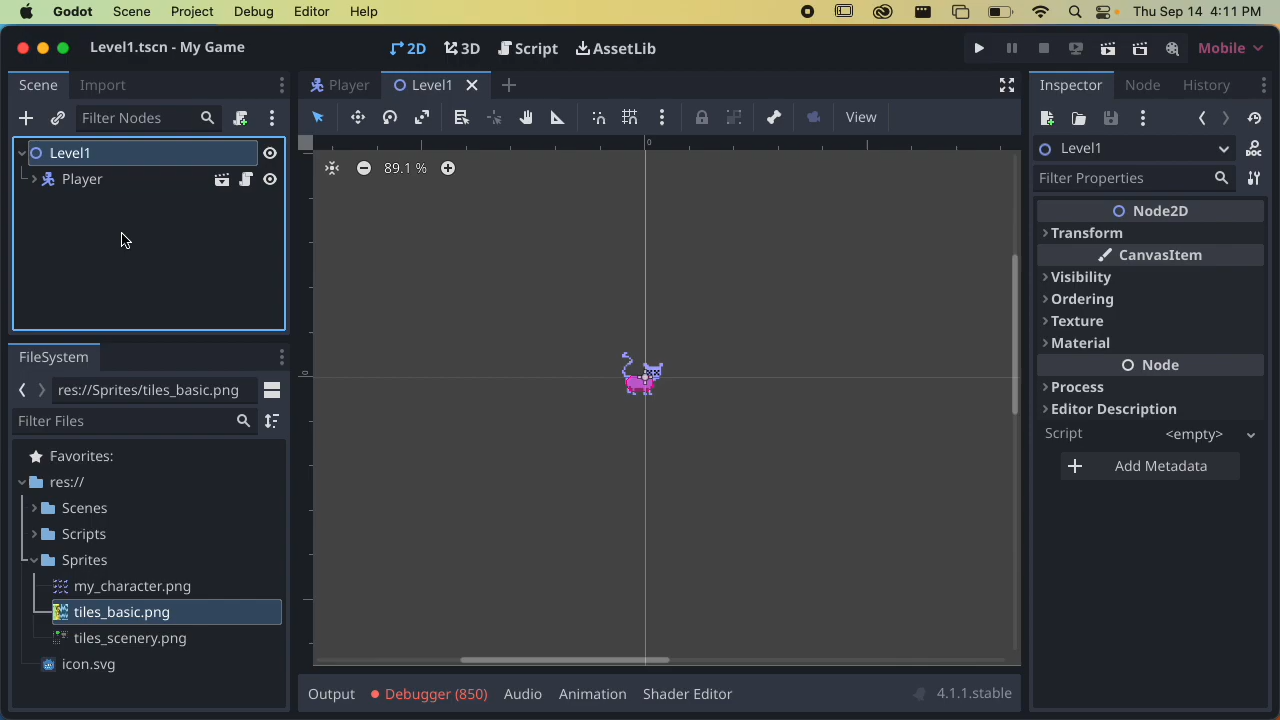 Godot Scene Project Debug Editor Help Thu Sep 14 4:11 PM
Level1.tscn - My Game 2D 3D Script AssetLib Mobile
Scene Import Player Level1 Inspector Node History
Filter Nodes View
89.1 %
Level1
Player
0
0
Level1
Filter Properties
Node2D
Transform
CanvasItem
Visibility
Ordering
Texture
Material
Node
Process
Editor Description
Script <empty>
Add Metadata
FileSystem
res://Sprites/tiles_basic.png
Filter Files
Favorites:
res://
Scenes
Scripts
Sprites
my_character.png
tiles_basic.png
tiles_scenery.png
icon.svg
Output Debugger (850) Audio Animation Shader Editor 4.1.1.stable